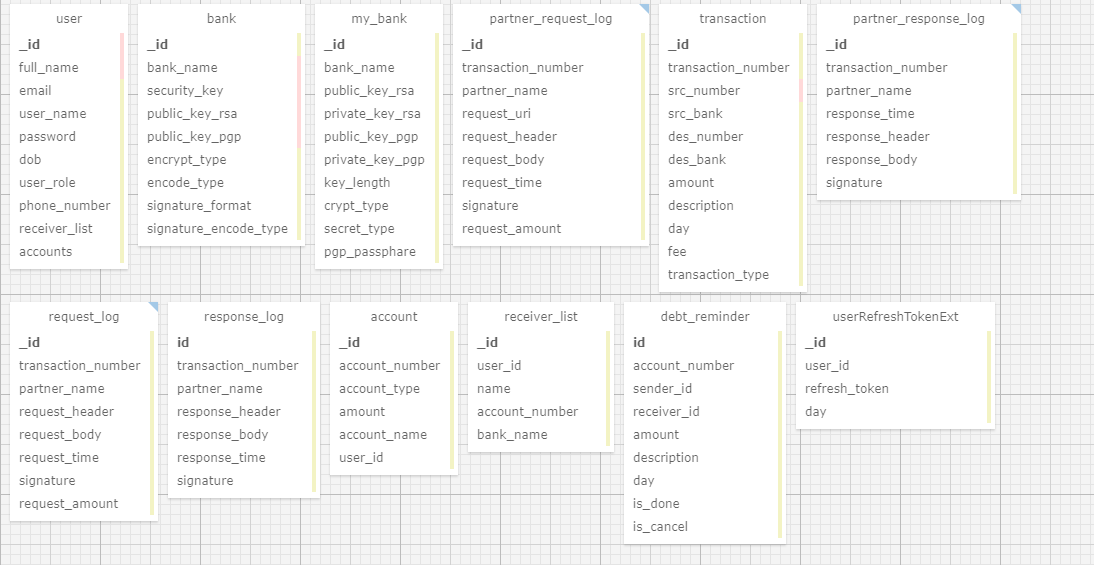 user
_id
full_name
email
user_name
password
dob
user_role
phone_number
receiver_list
accounts
bank
_id
bank_name
security_key
public_key_rsa
public_key_pgp
encrypt_type
encode_type
signature_format
signature_encode_type
my_bank
_id
bank_name
public_key_rsa
private_key_rsa
public_key_pgp
private_key_pgp
key_length
crypt_type
secret_type
pgp_passphare
partner_request_log
_id
transaction_number
partner_name
request_uri
request_header
request_body
request_time
signature
request_amount
transaction
_id
transaction_number
src_number
src_bank
des_number
des_bank
amount
description
day
fee
transaction_type
partner_response_log
_id
transaction_number
partner_name
response_time
response_header
response_body
signature
request_log
_id
transaction_number
partner_name
request_header
request_body
request_time
signature
request_amount
response_log
id
transaction_number
partner_name
response_header
response_body
response_time
signature
account
_id
account_number
account_type
amount
account_name
user_id
receiver_list
_id
user_id
name
account_number
bank_name
debt_reminder
id
account_number
sender_id
receiver_id
amount
description
day
is_done
is_cancel
userRefreshTokenExt
_id
user_id
refresh_token
day